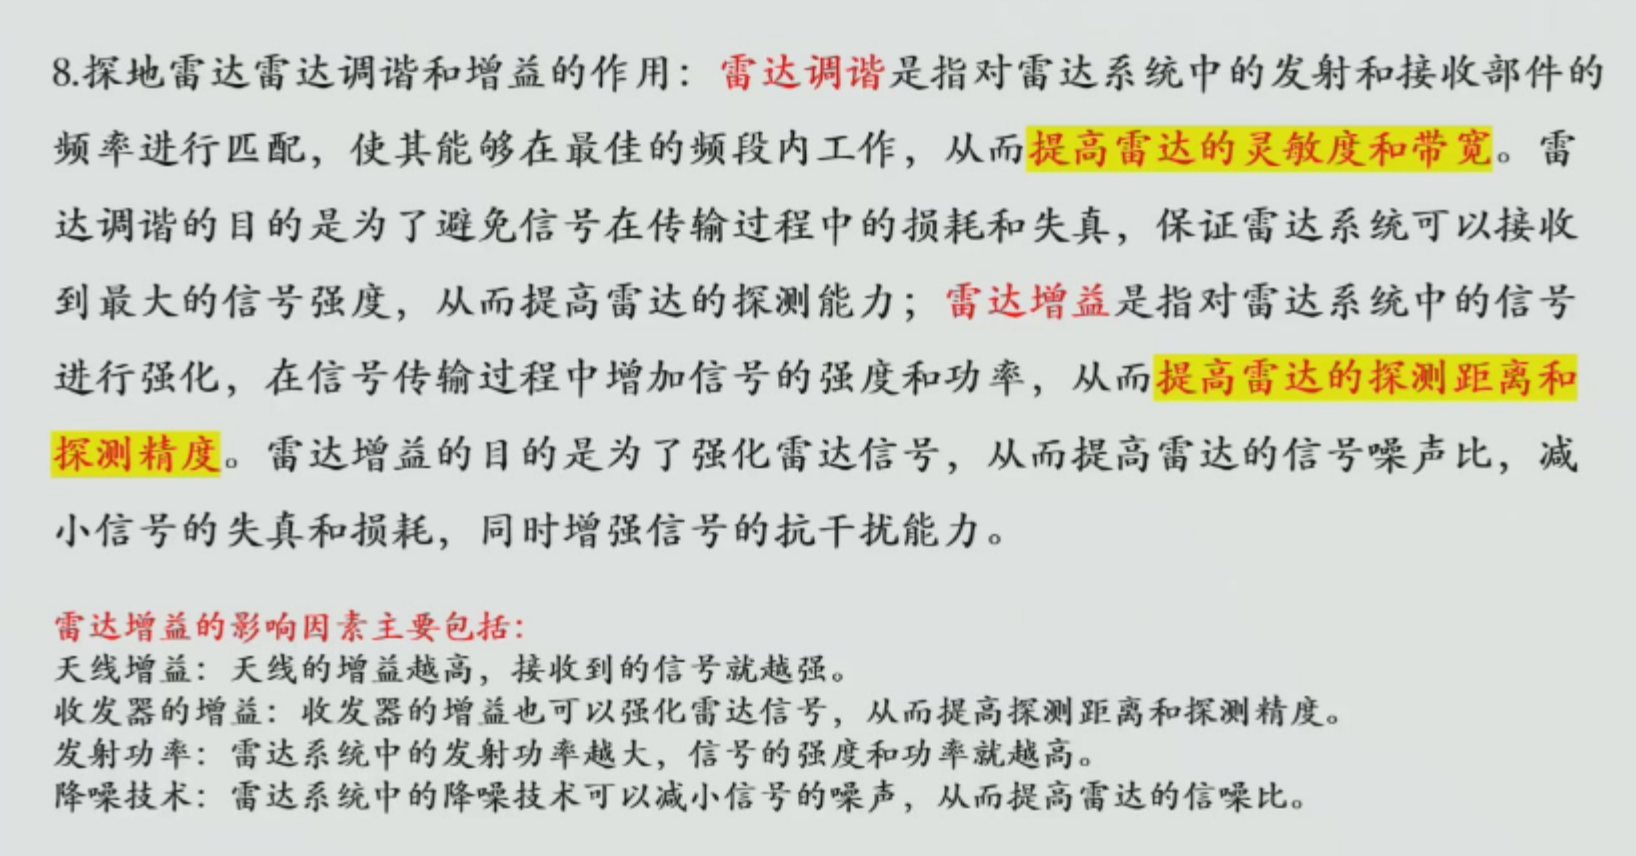 8.探地雷达雷达调谐和增益的作用：雷达调谐是指对雷达系统中的发射和接收部件的
频率进行匹配，使其能够在最佳的频段内工作，从而提高雷达的灵敏度和带宽。雷
达调谐的目的是为了避免信号在传输过程中的损耗和失真，保证雷达系统可以接收
到最大的信号强度，从而提高雷达的探测能力；雷达增益是指对雷达系统中的信号
进行强化，在信号传输过程中增加信号的强度和功率，从而提高雷达的探测距离和
探测精度。雷达增益的目的是为了强化雷达信号，从而提高雷达的信号噪声比，减
小信号的失真和损耗，同时增强信号的抗干扰能力。
雷达增益的影响因素主要包括：
天线增益：天线的增益越高，接收到的信号就越强。
收发器的增益：收发器的增益也可以强化雷达信号，从而提高探测距离和探测精度。
发射功率：雷达系统中的发射功率越大，信号的强度和功率就越高。
降噪技术：雷达系统中的降噪技术可以减小信号的噪声，从而提高雷达的信噪比。